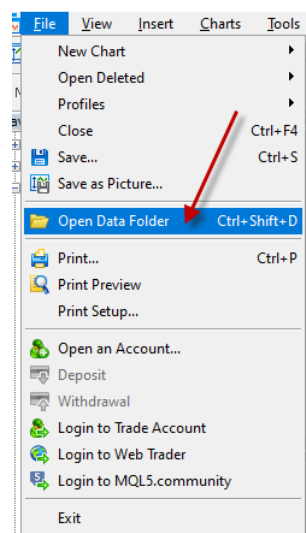 File View Insert Charts Tools
New Chart
Open Deleted
Profiles
Close Ctrl+F4
Save... Ctrl+S
Save as Picture...
Open Data Folder Ctrl+Shift+D
Print... Ctrl+P
Print Preview
Print Setup...
Open an Account...
Deposit
Withdrawal
Login to Trade Account
Login to Web Trader
Login to MQL5.community
Exit